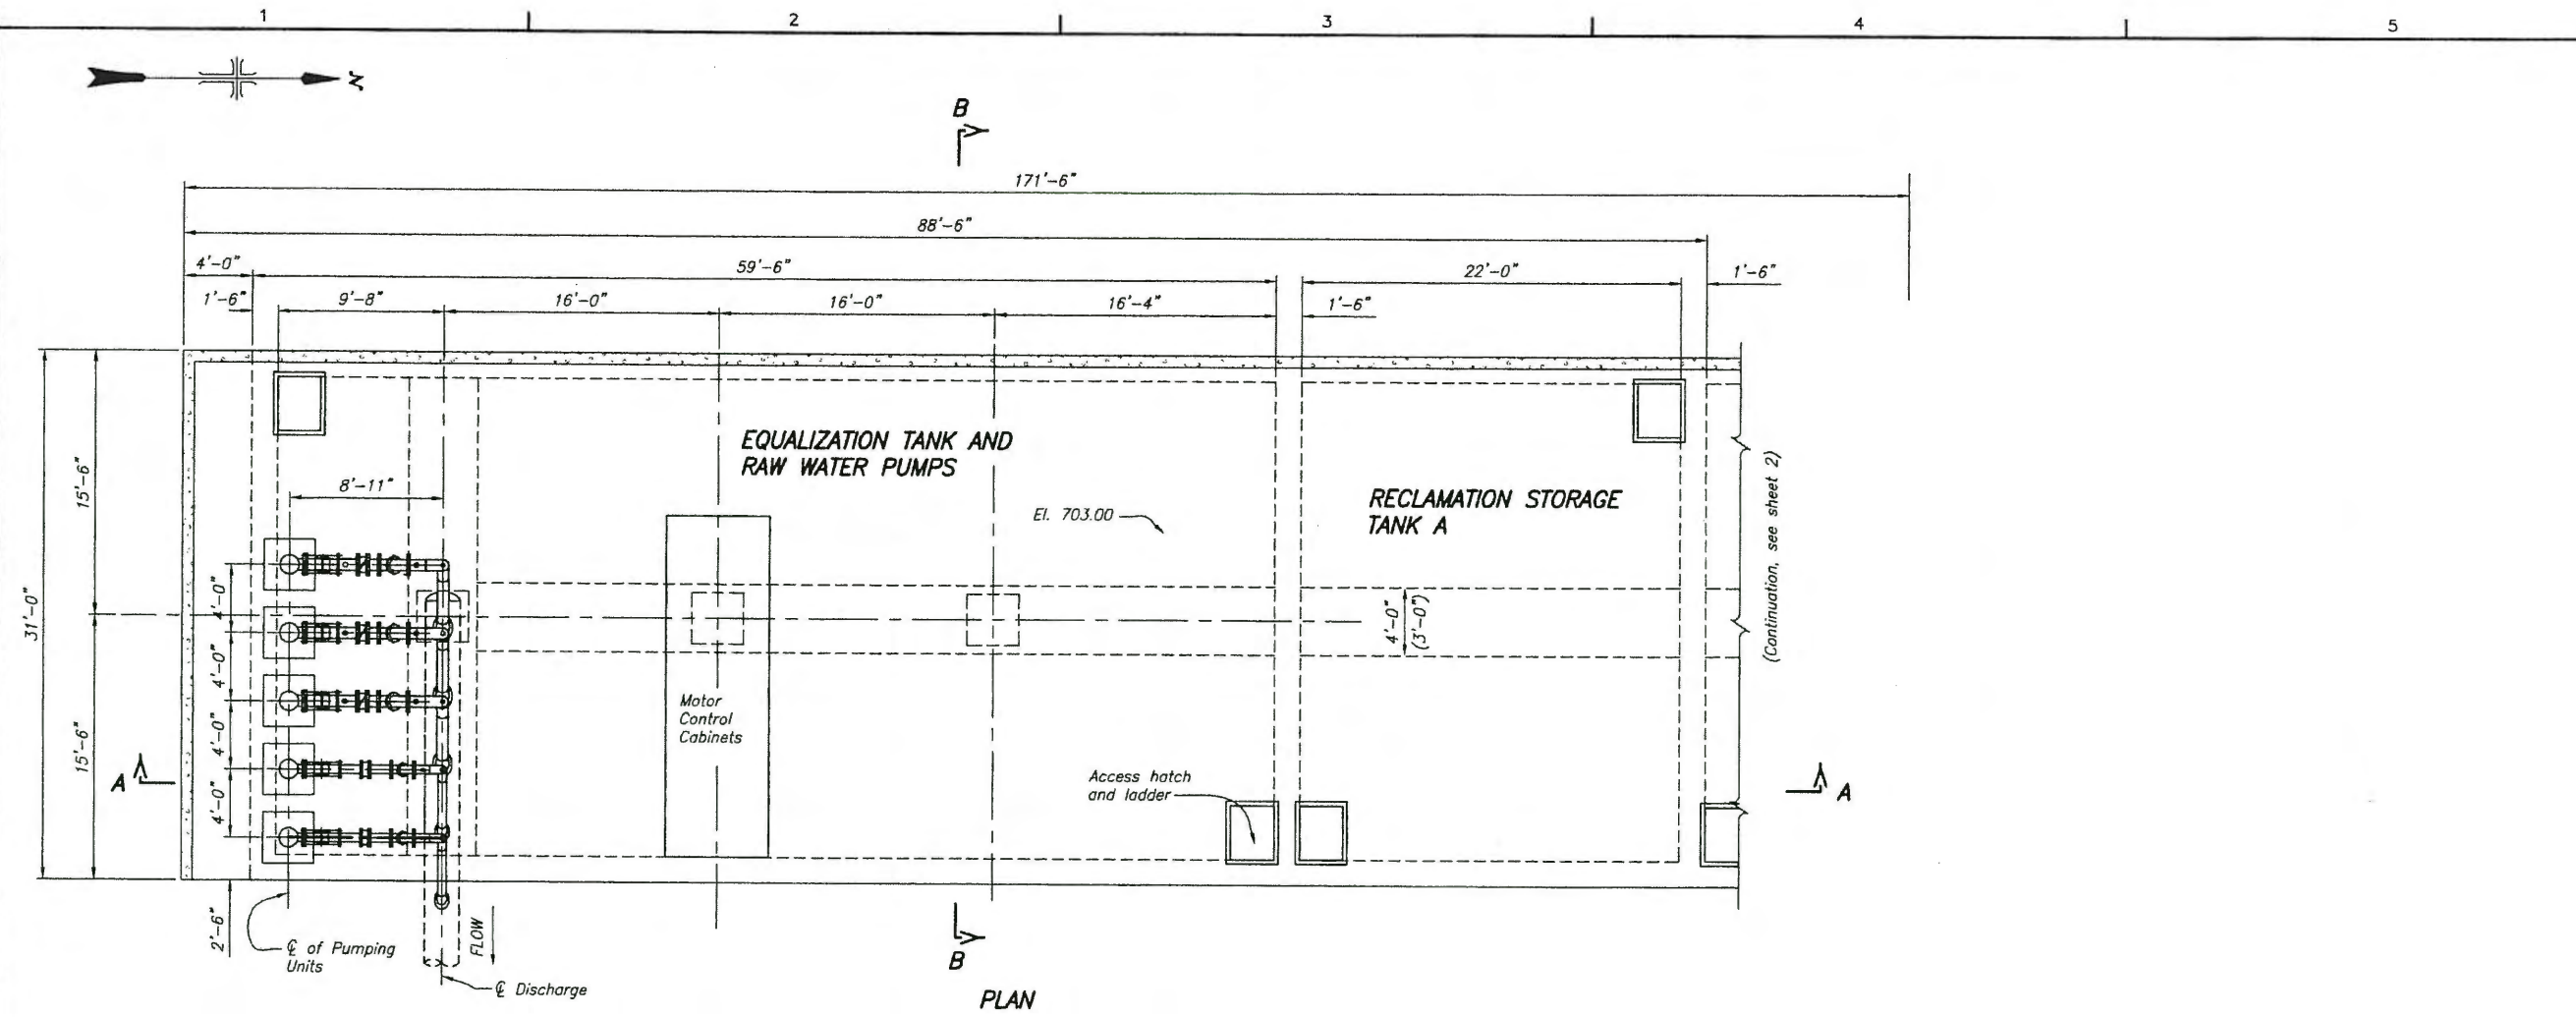 1 2 3 4 5
N
B
171'-6"
88'-6"
4'-0" 59'-6" 22'-0" 1'-6"
1'-6" 9'-8" 16'-0" 16'-0" 16'-4" 1'-6"
EQUALIZATION TANK AND
RAW WATER PUMPS
15'-6"
8'-11"
El. 703.00
RECLAMATION STORAGE
TANK A
(Continuation, see sheet 2)
31'-0"
4'-0"
4'-0"
(3'-0")
4'-0"
Motor
Control
Cabinets
4'-0"
15'-6"
A
Access hatch
and ladder
A
4'-0"
2'-6"
℄ of Pumping
Units
FLOW
℄ Discharge
B
PLAN